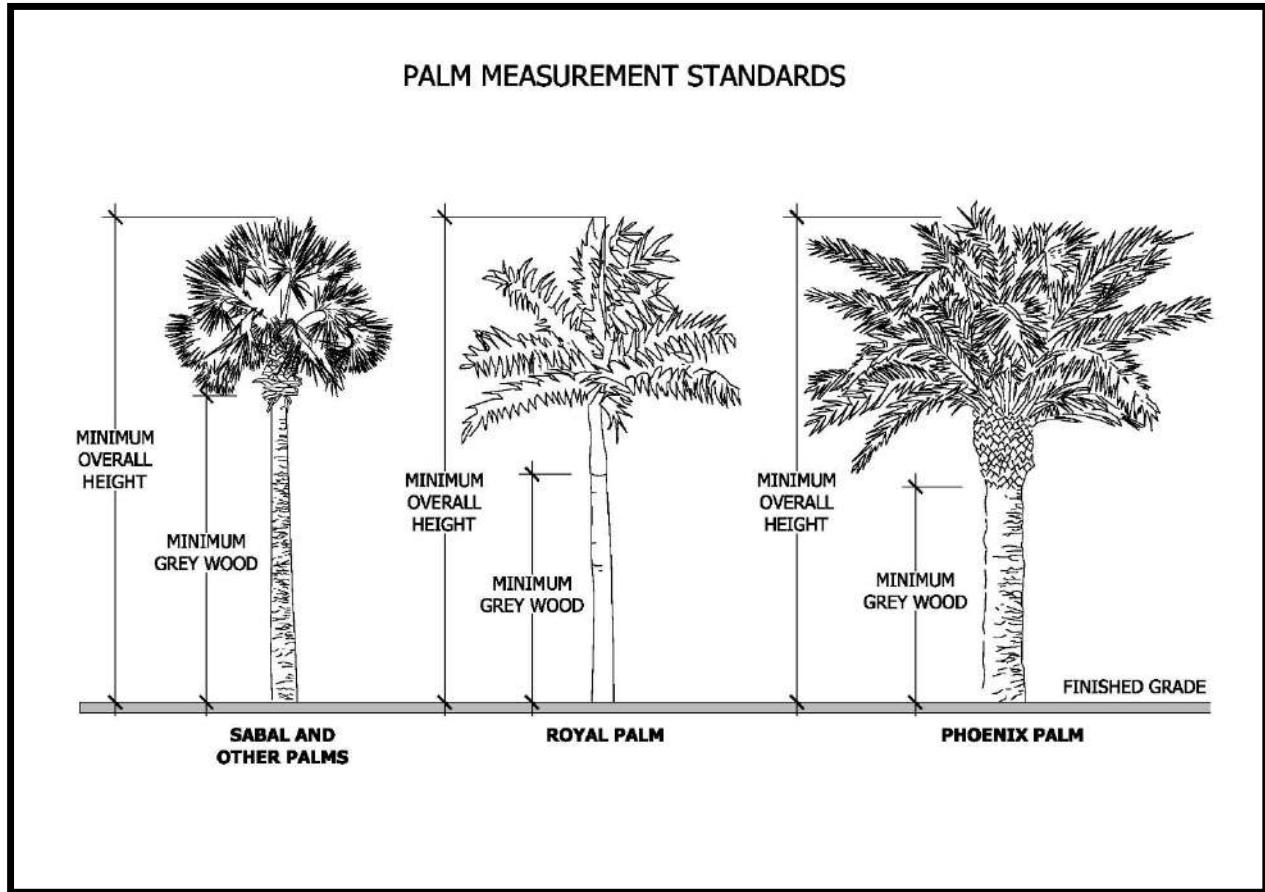 PALM MEASUREMENT STANDARDS
MINIMUM
OVERALL
HEIGHT
MINIMUM
GREY WOOD
MINIMUM
OVERALL
HEIGHT
MINIMUM
GREY WOOD
MINIMUM
OVERALL
HEIGHT
MINIMUM
GREY WOOD
FINISHED GRADE
SABAL AND
OTHER PALMS
ROYAL PALM
PHOENIX PALM